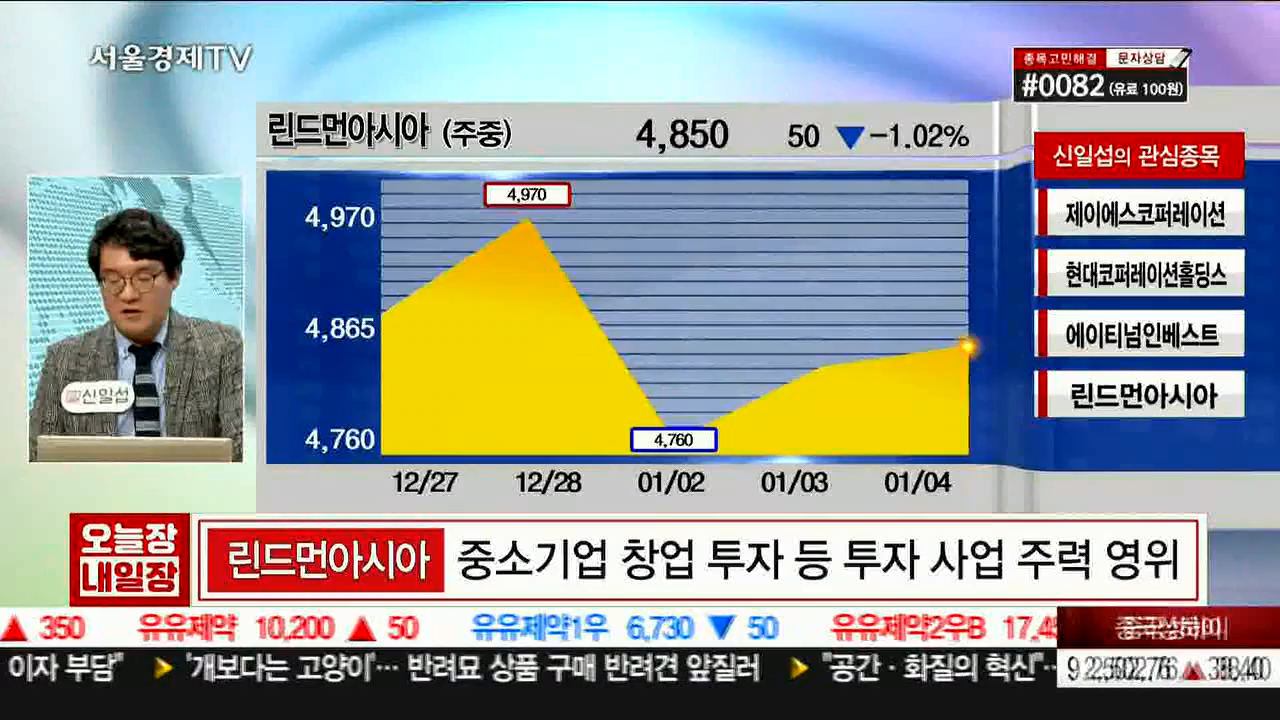 서울경제TV
종목고민해결 문자상담
#0082 (유료 100원)
린드먼아시아 (주중) 4,850 50 ▼-1.02%
신일섭의 관심종목
제이에스코퍼레이션
현대코퍼레이션홀딩스
에이티넘인베스트
린드먼아시아
4,970
4,970
4,865
4,760
4,760
12/27 12/28 01/02 01/03 01/04
신일섭
오늘장
내일장
린드먼아시아 중소기업 창업 투자 등 투자 사업 주력 영위
▲ 350 유유제약 10,200 ▲ 50 유유제약1우 6,730 ▼ 50 유유제약2우B
이자 부담" ▶ '개보다는 고양이'… 반려묘 상품 구매 반려견 앞질러 ▶ "공간·화질의 혁신"…